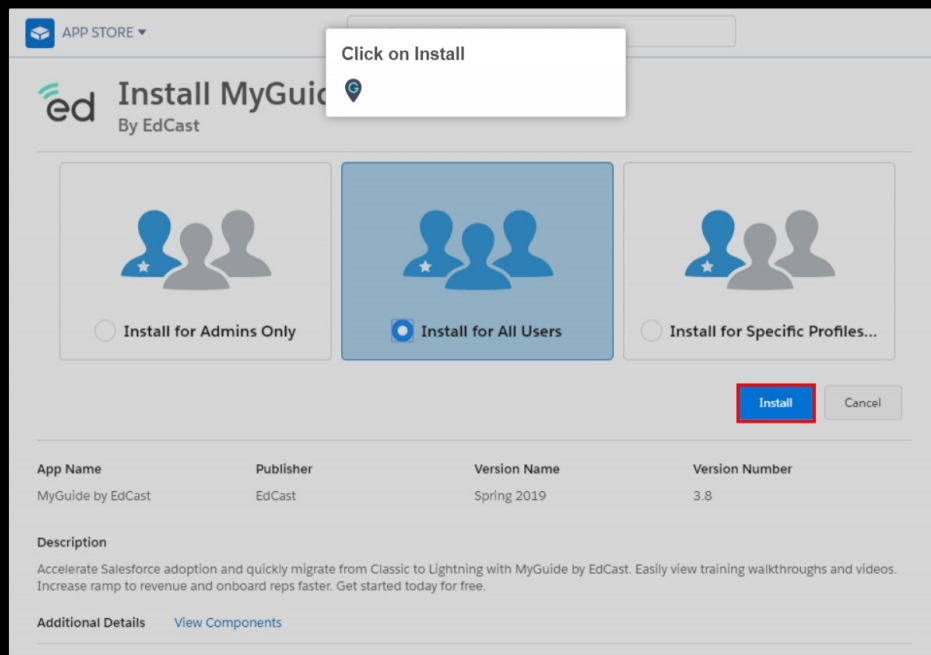 APP STORE
Click on Install
G
ed
Install MyGuid
By EdCast
Install for Admins Only
Install for All Users
Install for Specific Profiles...
Install
Cancel
App Name
Publisher
Version Name
Version Number
MyGuide by EdCast
EdCast
Spring 2019
3.8
Description
Accelerate Salesforce adoption and quickly migrate from Classic to Lightning with MyGuide by EdCast. Easily view training walkthroughs and videos.
Increase ramp to revenue and onboard reps faster. Get started today for free.
Additional Details
View Components